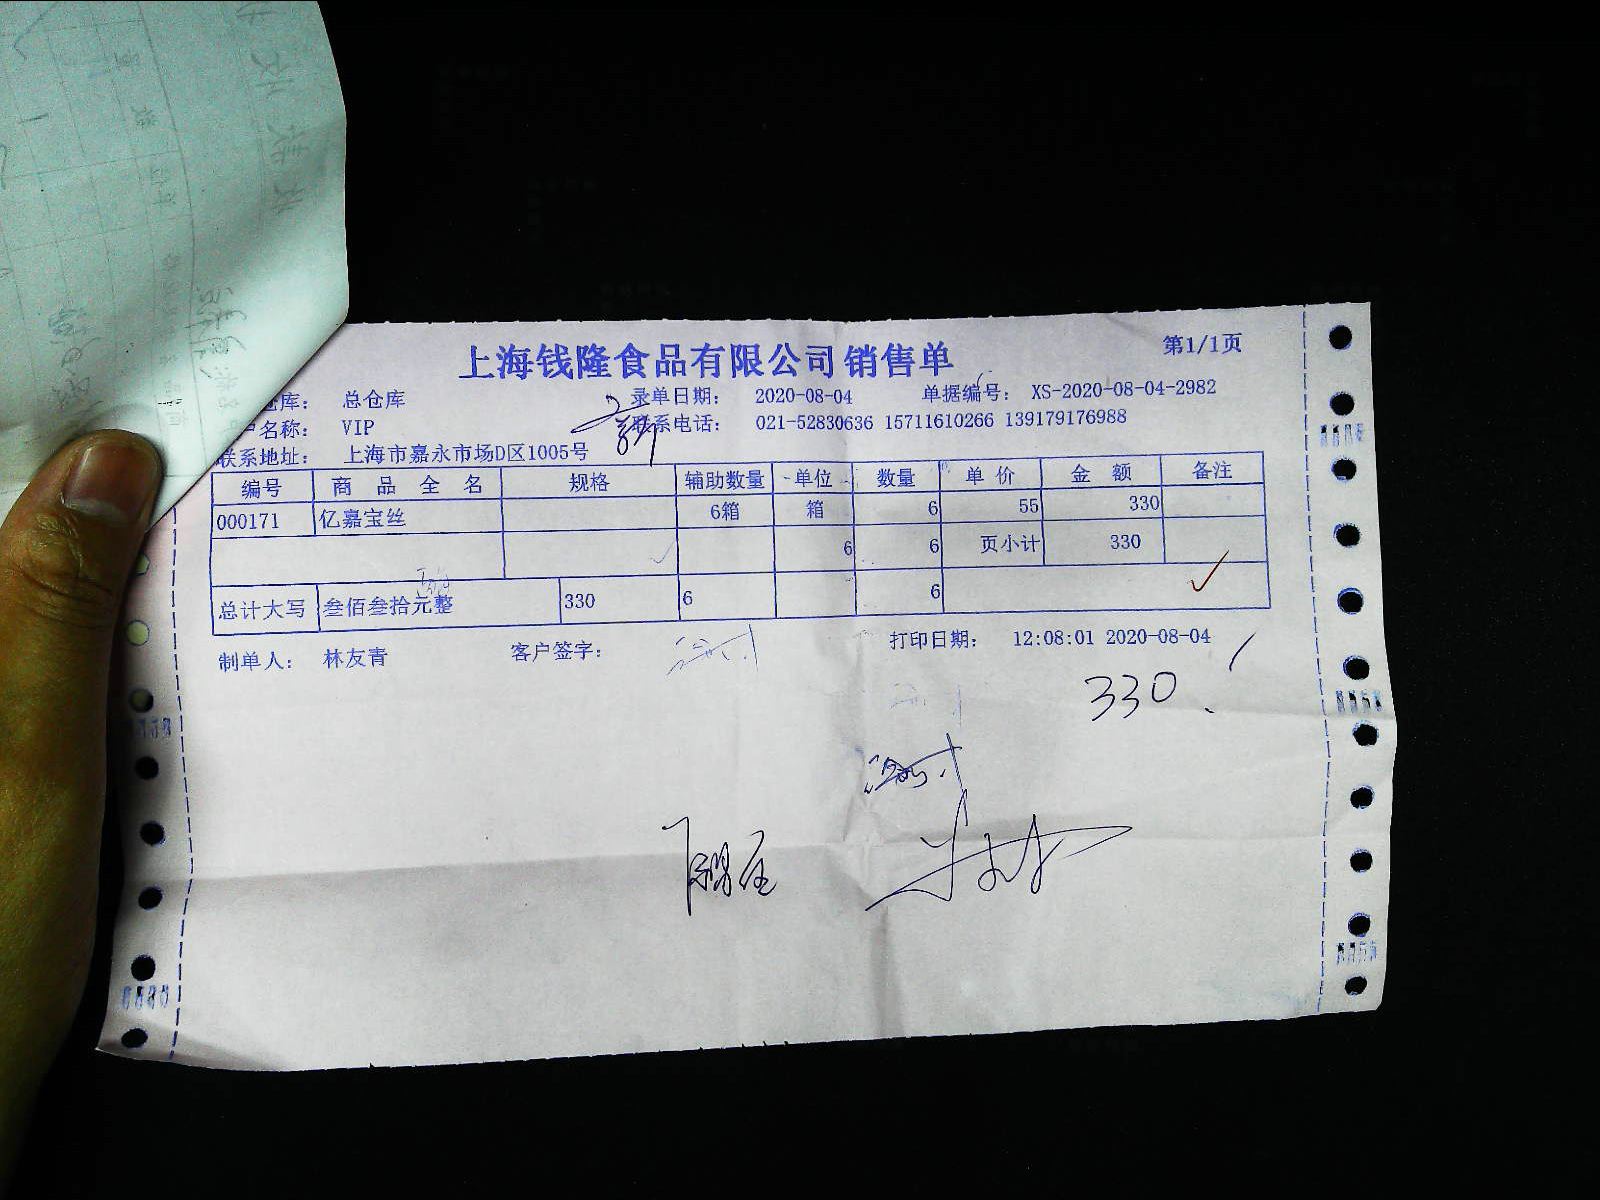 上海钱隆食品有限公司 销售单
第1/1页
仓库： 总仓库 录单日期： 2020-08-04 单据编号： XS-2020-08-04-2982
户名称： VIP 联系电话： 021-52830636 15711610266 139179176988
联系地址： 上海市嘉永市场D区1005号
编号 商品全名 规格 辅助数量 单位 数量 单价 金额 备注
000171 亿嘉宝丝 6箱 箱 6 55 330
6 6 页小计 330
总计大写 叁佰叁拾元整 330 6 6
制单人： 林友青 客户签字： 打印日期： 12:08:01 2020-08-04
330